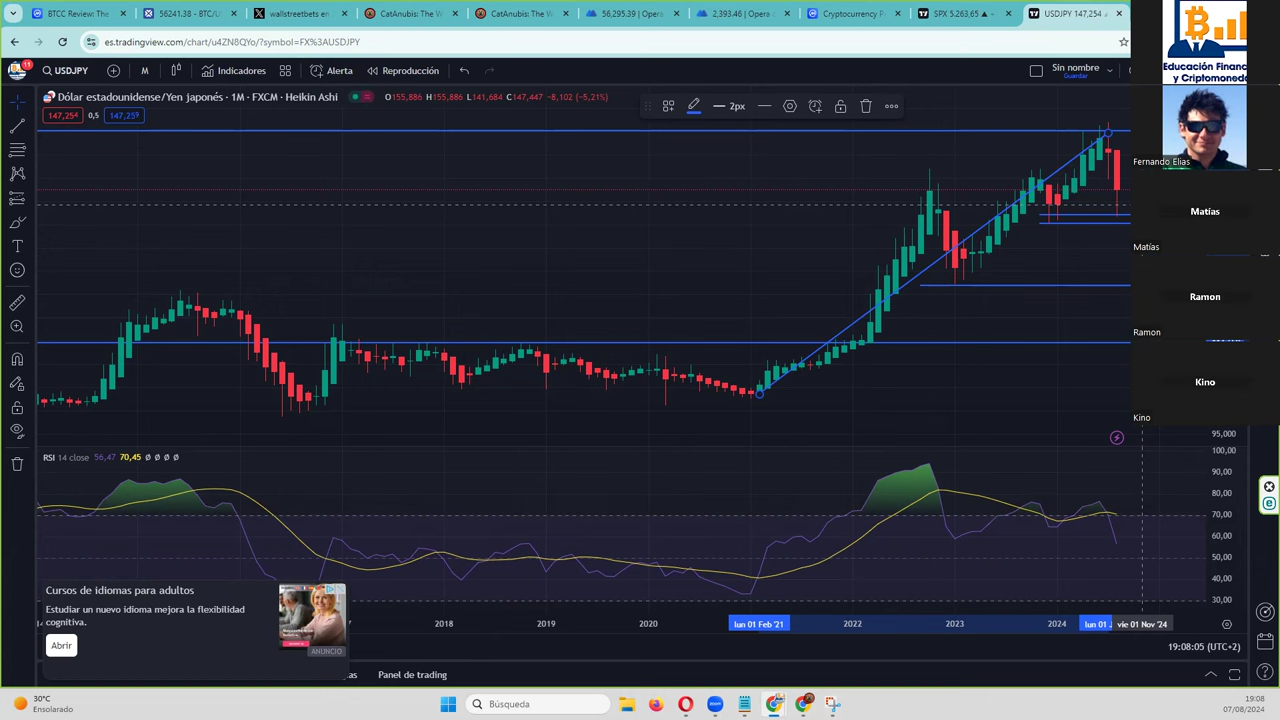 BTCC Review: The
56241.38 - BTC/U
wallstreetbets en
CatAnubis: The W
CatAnubis: The W
56,295.39 | Opera
2,393.46 | Opera
Cryptocurrency P
SPX 5.263,65
USDJPY 147,254
es.tradingview.com/chart/u4ZN8QYo/?symbol=FX%3AUSDJPY
11
USDJPY
M
Indicadores
Alerta
Reproducción
Sin nombre
Guardar
Dólar estadounidense/Yen japonés · 1M · FXCM · Heikin Ashi
O155,886 H155,886 L141,684 C147,447 −8,102 (−5,21%)
147,254
0,5
147,259
2px
Educación Financ
y Criptomoneda
Fernando Elias
Matías
Matías
Ramon
Ramon
Kino
Kino
95,000
RSI 14 close 56,47 70,45 Ø Ø Ø Ø
100,00
90,00
80,00
70,00
60,00
50,00
40,00
30,00
Cursos de idiomas para adultos
Estudiar un nuevo idioma mejora la flexibilidad
cognitiva.
Abrir
ANUNCIO
2018
2019
2020
lun 01 Feb '21
2022
2023
2024
lun 01 J
vie 01 Nov '24
19:08:05 (UTC+2)
Panel de trading
30°C
Ensolarado
Búsqueda
zoom
19:08
07/08/2024